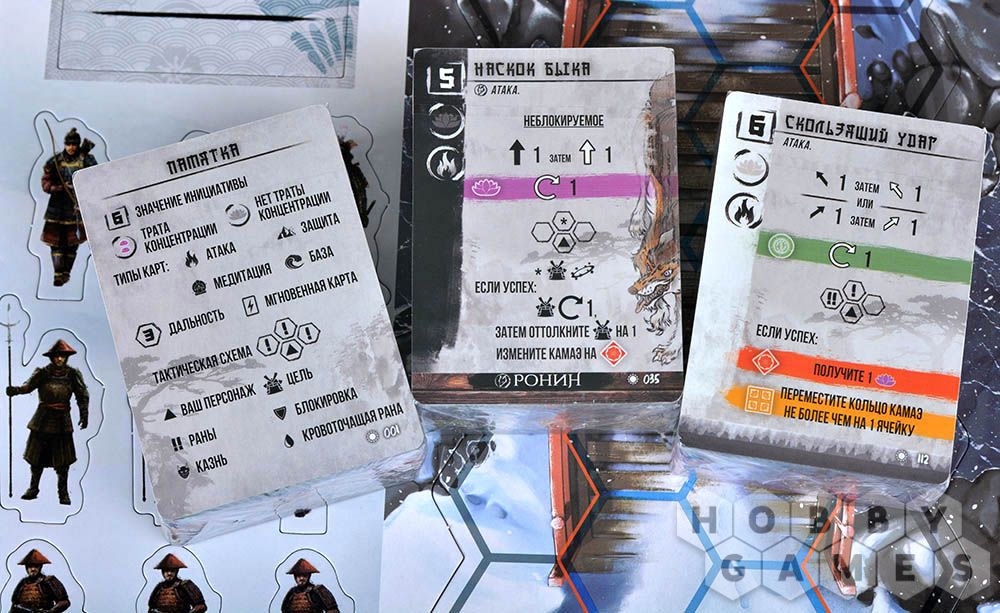 ПАМЯТКА
6 ЗНАЧЕНИЕ ИНИЦИАТИВЫ
ТРАТА КОНЦЕНТРАЦИИ
НЕТ ТРАТЫ КОНЦЕНТРАЦИИ
ТИПЫ КАРТ:
АТАКА
ЗАЩИТА
МЕДИТАЦИЯ
БАЗА
3 ДАЛЬНОСТЬ
МГНОВЕННАЯ КАРТА
ТАКТИЧЕСКАЯ СХЕМА ! !
ВАШ ПЕРСОНАЖ
ЦЕЛЬ
!! РАНЫ
БЛОКИРОВКА
КАЗНЬ
КРОВОТОЧАЩАЯ РАНА
001
5 НАСКОК БЫКА
АТАКА.
НЕБЛОКИРУЕМОЕ
1 ЗАТЕМ 1
1
*
*
ЕСЛИ УСПЕХ:
1,
ЗАТЕМ ОТТОЛКНИТЕ НА 1
ИЗМЕНИТЕ КАМАЭ НА
РОНИН 035
6 СКОЛЬЗЯЩИЙ УДАР
АТАКА.
1 ЗАТЕМ 1
ИЛИ
1 ЗАТЕМ 1
1
!! !
ЕСЛИ УСПЕХ:
ПОЛУЧИТЕ 1
ПЕРЕМЕСТИТЕ КОЛЬЦО КАМАЭ
НЕ БОЛЕЕ ЧЕМ НА 1 ЯЧЕЙКУ
112
HOBBY
GAMES